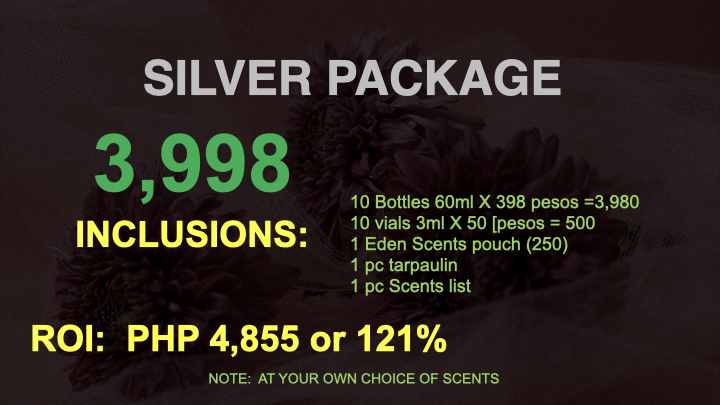 SILVER PACKAGE
3,998
INCLUSIONS:
10 Bottles 60ml X 398 pesos =3,980
10 vials 3ml X 50 [pesos = 500
1 Eden Scents pouch (250)
1 pc tarpaulin
1 pc Scents list
ROI:  PHP 4,855 or 121%
NOTE:  AT YOUR OWN CHOICE OF SCENTS